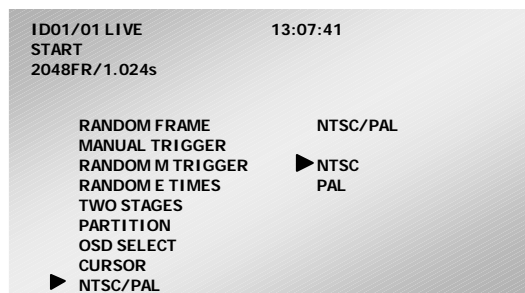 ID01/01 LIVE 13:07:41
START
2048FR/1.024s
RANDOM FRAME NTSC/PAL
MANUAL TRIGGER
RANDOM M TRIGGER NTSC
RANDOM E TIMES PAL
TWO STAGES
PARTITION
OSD SELECT
CURSOR
NTSC/PAL